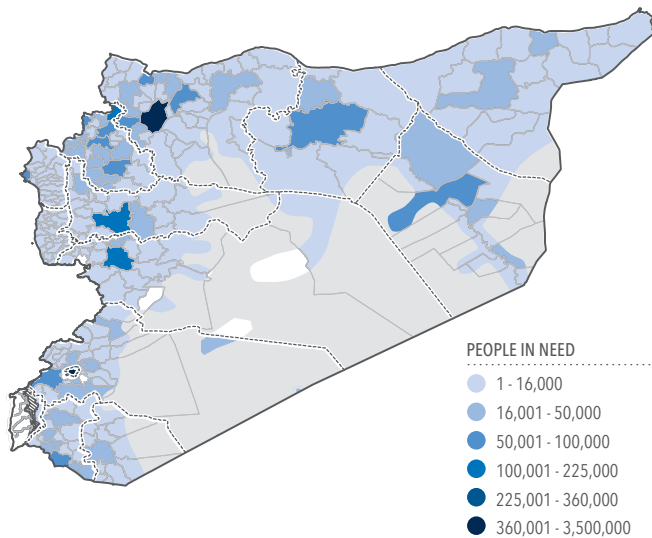 PEOPLE IN NEED
1 - 16,000
16,001 - 50,000
50,001 - 100,000
100,001 - 225,000
225,001 - 360,000
360,001 - 3,500,000